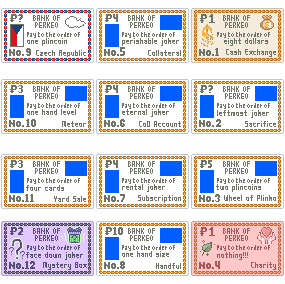 P? BANK OF PERKEO
Pay to the order of
one plincoin
No.9 Czech Republic
P4 BANK OF PERKEO
Pay to the order of
perishable joker
No.5 Collateral
P1 BANK OF PERKEO
Pay to the order of
eight dollars
No.1 Cash Exchange
P3 BANK OF PERKEO
Pay to the order of
one hand level
No.10 Meteor
P4 BANK OF PERKEO
Pay to the order of
eternal joker
No.6 CoD Account
P? BANK OF PERKEO
Pay to the order of
leftmost joker
No.2 Sacrifice
P3 BANK OF PERKEO
Pay to the order of
four cards
No.11 Yard Sale
P4 BANK OF PERKEO
Pay to the order of
rental joker
No.7 Subscription
P5 BANK OF PERKEO
Pay to the order of
two plincoins
No.3 Wheel of Plinko
P2 BANK OF PERKEO
Pay to the order of
face down joker
No.12 Mystery Box
P10 BANK OF PERKEO
Pay to the order of
one hand size
No.8 Handful
P1 BANK OF PERKEO
Pay to the order of
nothing!!!
No.4 Charity